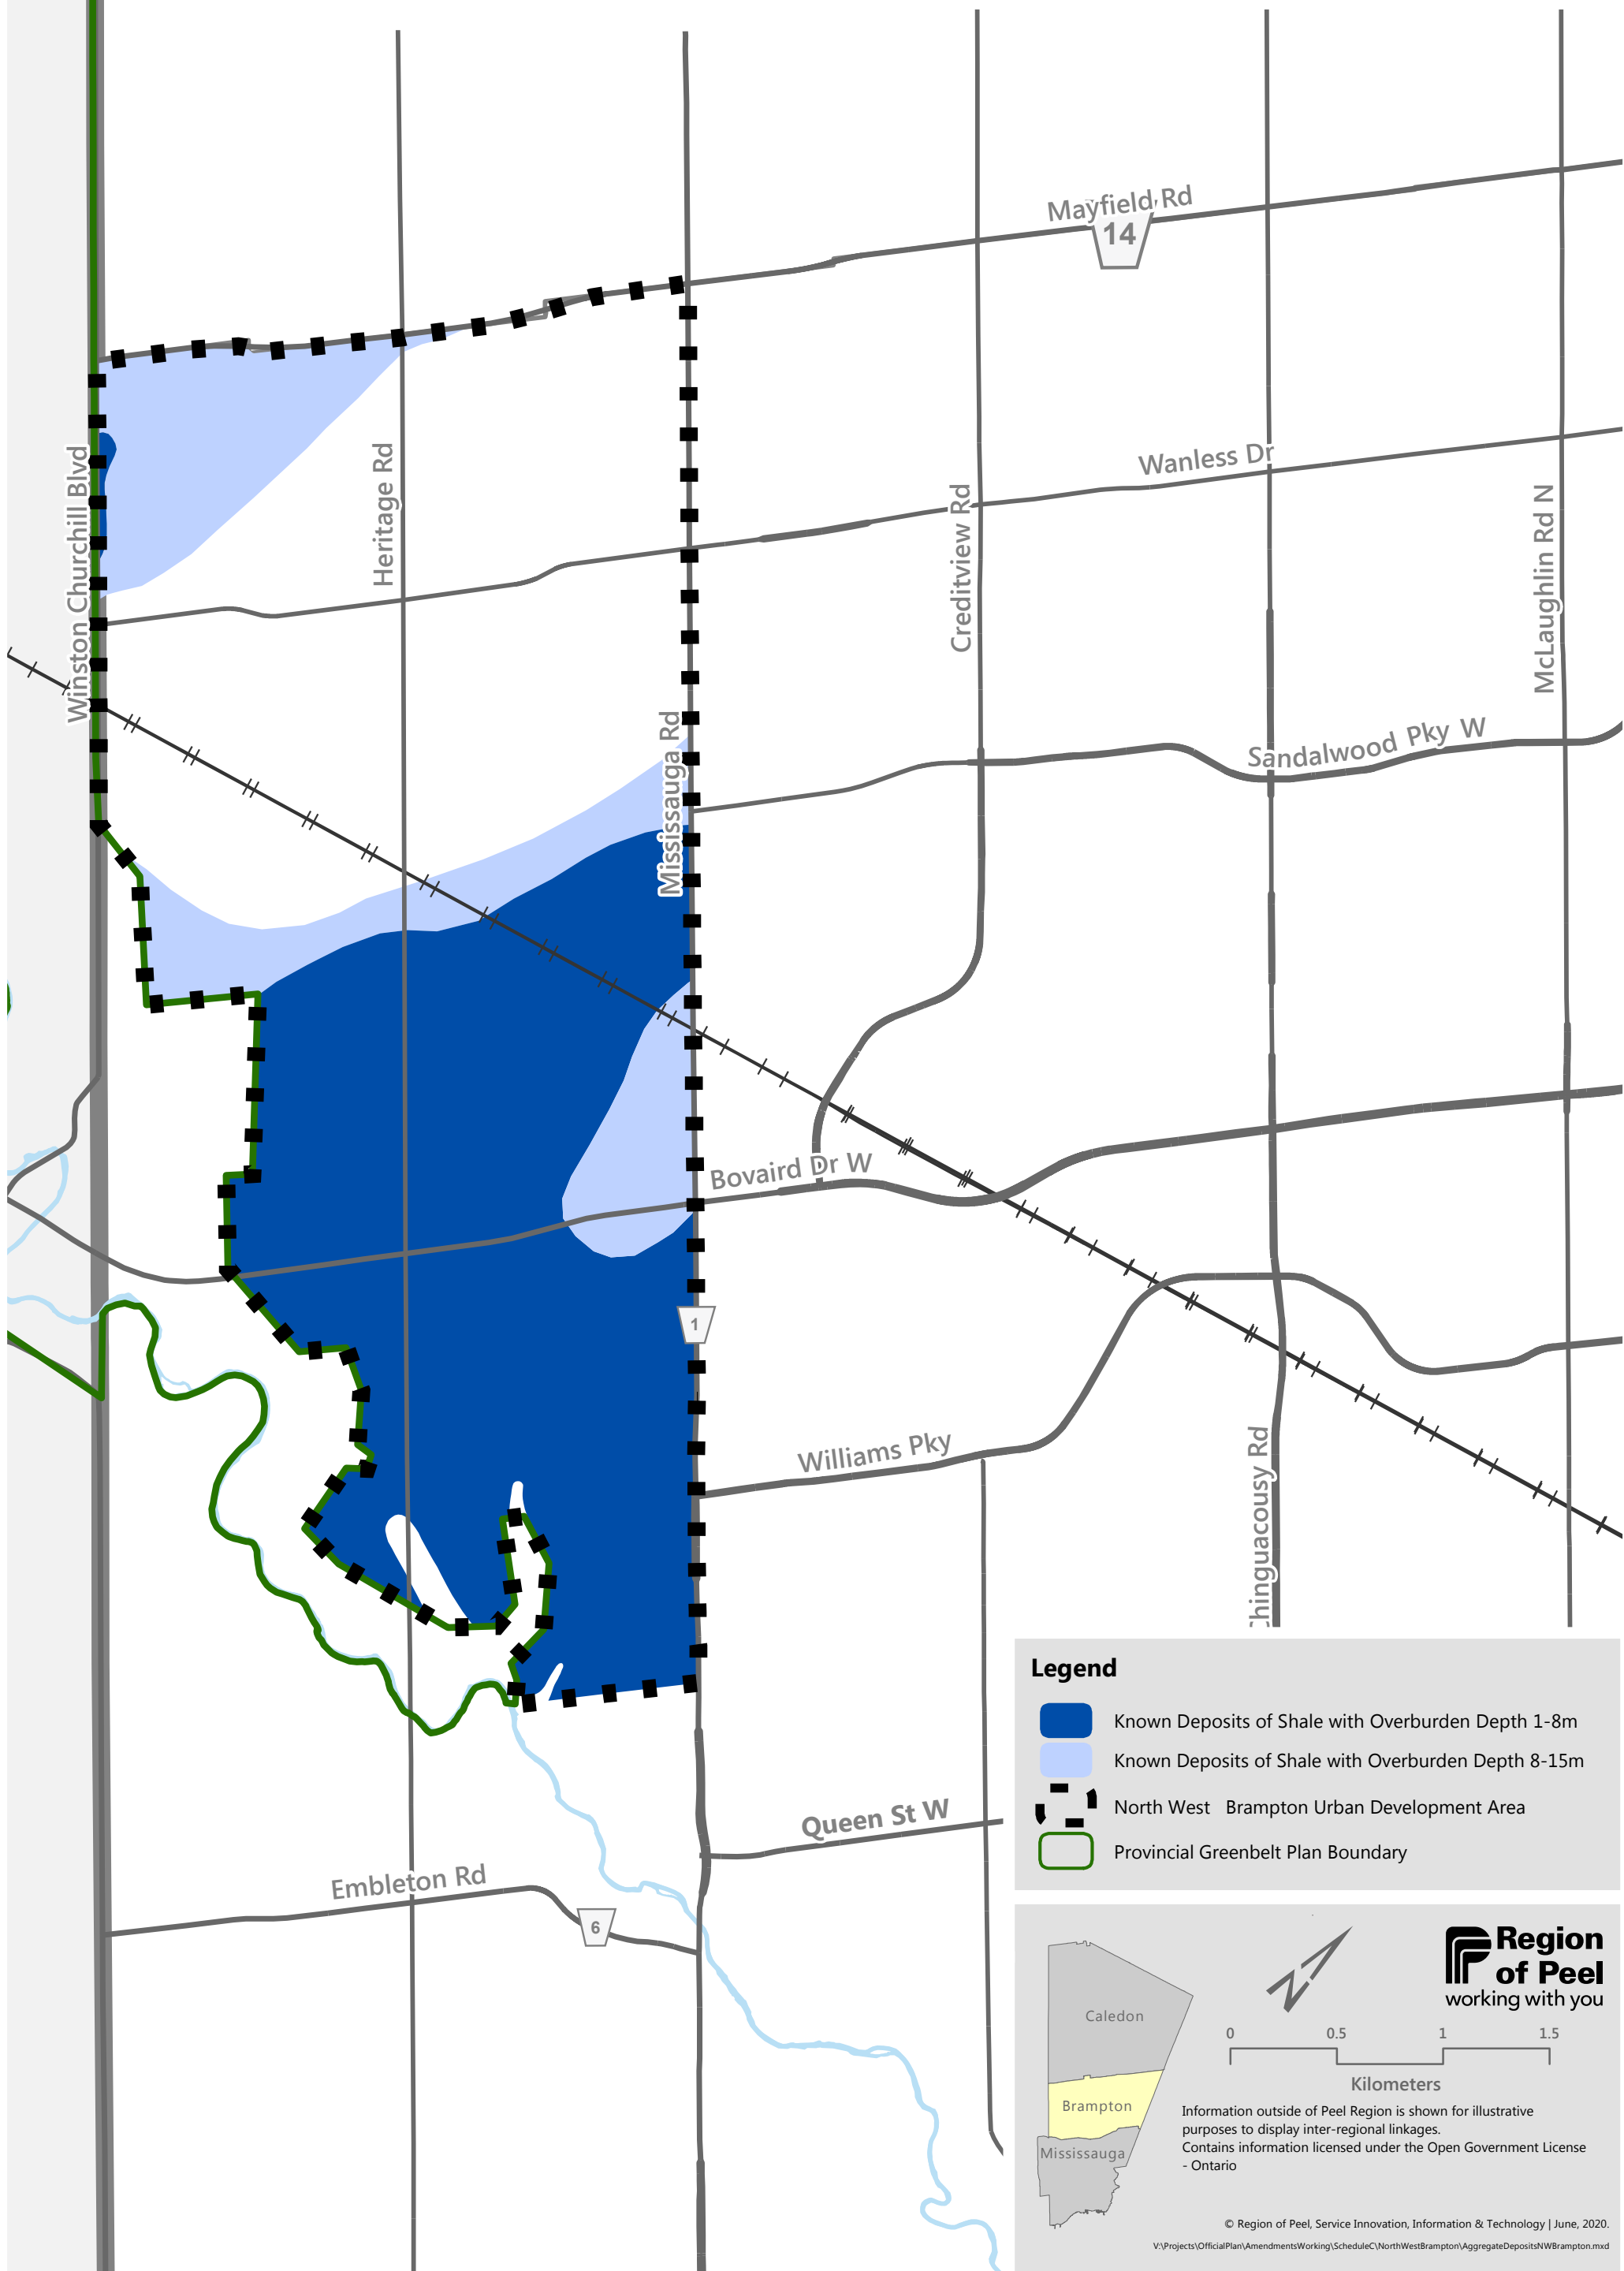 Mayfield Rd
14
Wanless Dr
Winston Churchill Blvd
Heritage Rd
Creditview Rd
McLaughlin Rd N
Mississauga Rd
Sandalwood Pky W
Bovaird Dr W
1
Williams Pky
Chinguacousy Rd
Queen St W
Embleton Rd
6
Legend
Known Deposits of Shale with Overburden Depth 1-8m
Known Deposits of Shale with Overburden Depth 8-15m
North West Brampton Urban Development Area
Provincial Greenbelt Plan Boundary
Caledon
Brampton
Mississauga
Region
of Peel
working with you
0 0.5 1 1.5
Kilometers
Information outside of Peel Region is shown for illustrative
purposes to display inter-regional linkages.
Contains information licensed under the Open Government License
- Ontario
© Region of Peel, Service Innovation, Information & Technology | June, 2020.
V:\Projects\OfficialPlan\AmendmentsWorking\ScheduleC\NorthWestBrampton\AggregateDepositsNWBrampton.mxd